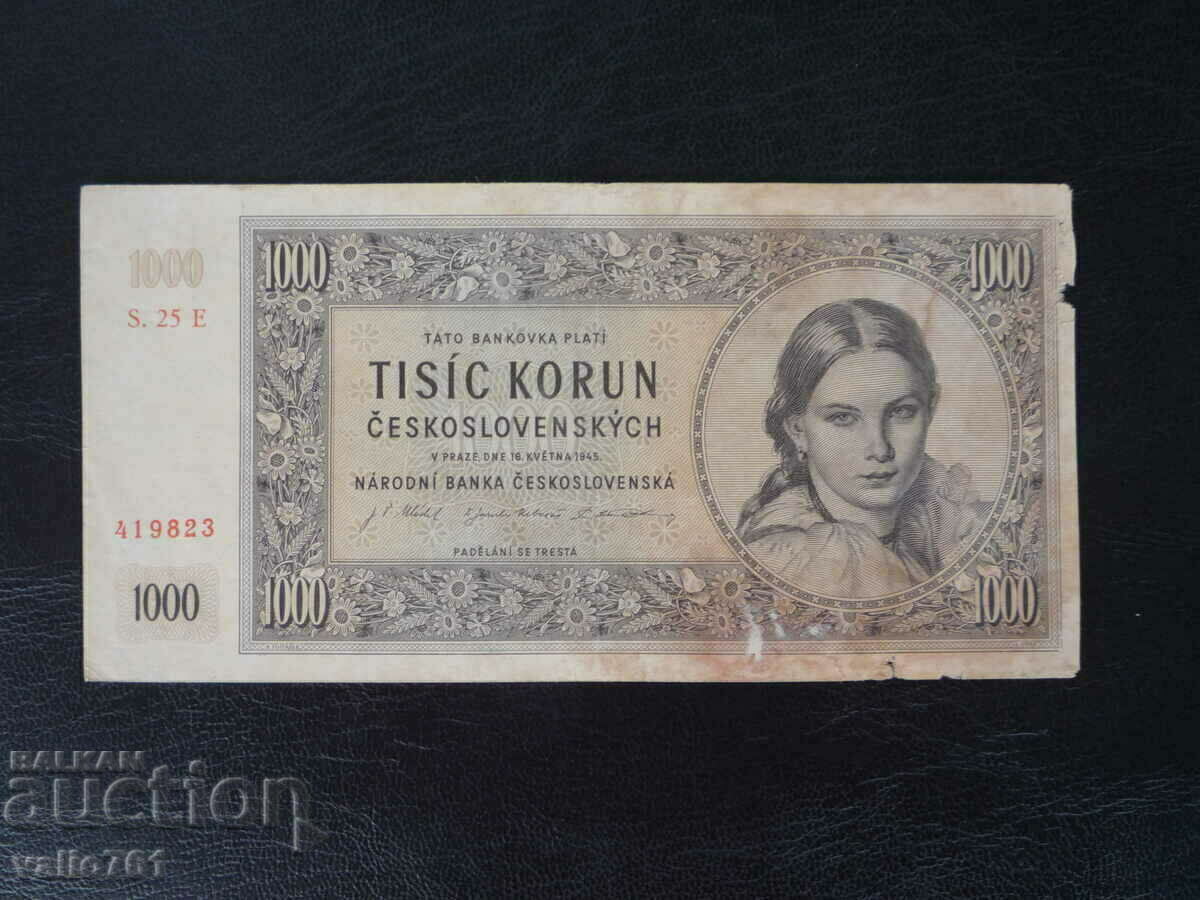 1000
S. 25 E
419823
1000
1000
1000
TATO BANKOVKA PLATÍ
TISÍC KORUN
ČESKOSLOVENSKÝCH
V PRAZE, DNE 16. KVĚTNA 1945.
NÁRODNÍ BANKA ČESKOSLOVENSKÁ
PADĚLÁNÍ SE TRESTÁ
1000
1000
BALKAN
auction
vallo761